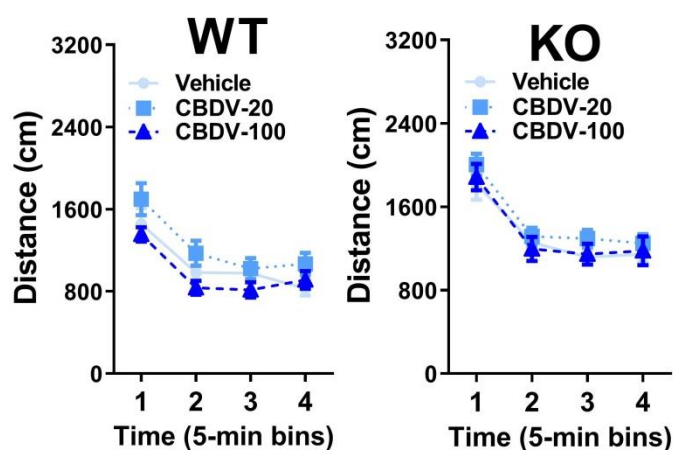 WT
Vehicle
CBDV-20
CBDV-100
Distance (cm)
3200
2400
1600
800
0
1 2 3 4
Time (5-min bins)
KO
Vehicle
CBDV-20
CBDV-100
Distance (cm)
3200
2400
1600
800
0
1 2 3 4
Time (5-min bins)